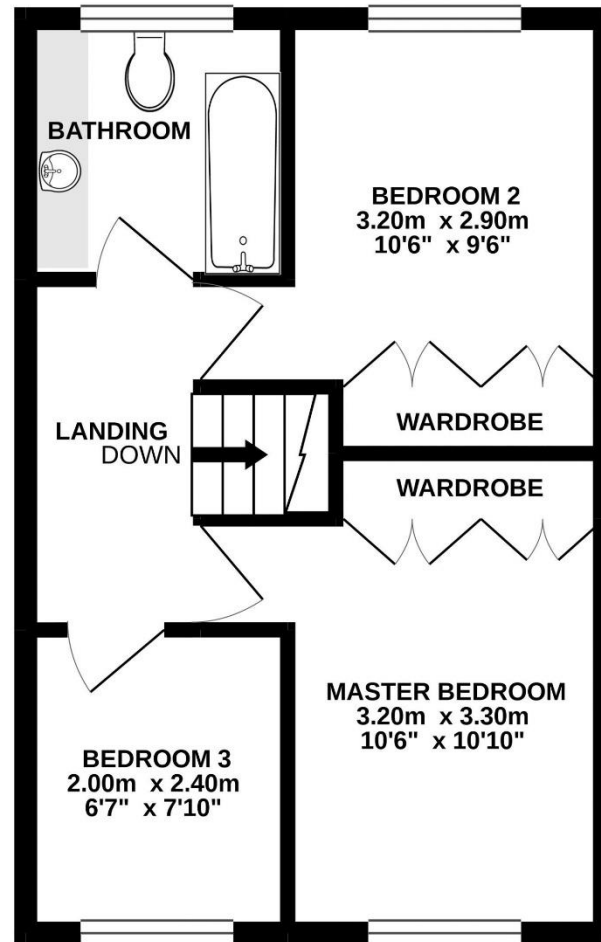 BATHROOM
BEDROOM 2
3.20m x 2.90m
10'6" x 9'6"
WARDROBE
LANDING
DOWN
WARDROBE
MASTER BEDROOM
3.20m x 3.30m
10'6" x 10'10"
BEDROOM 3
2.00m x 2.40m
6'7" x 7'10"